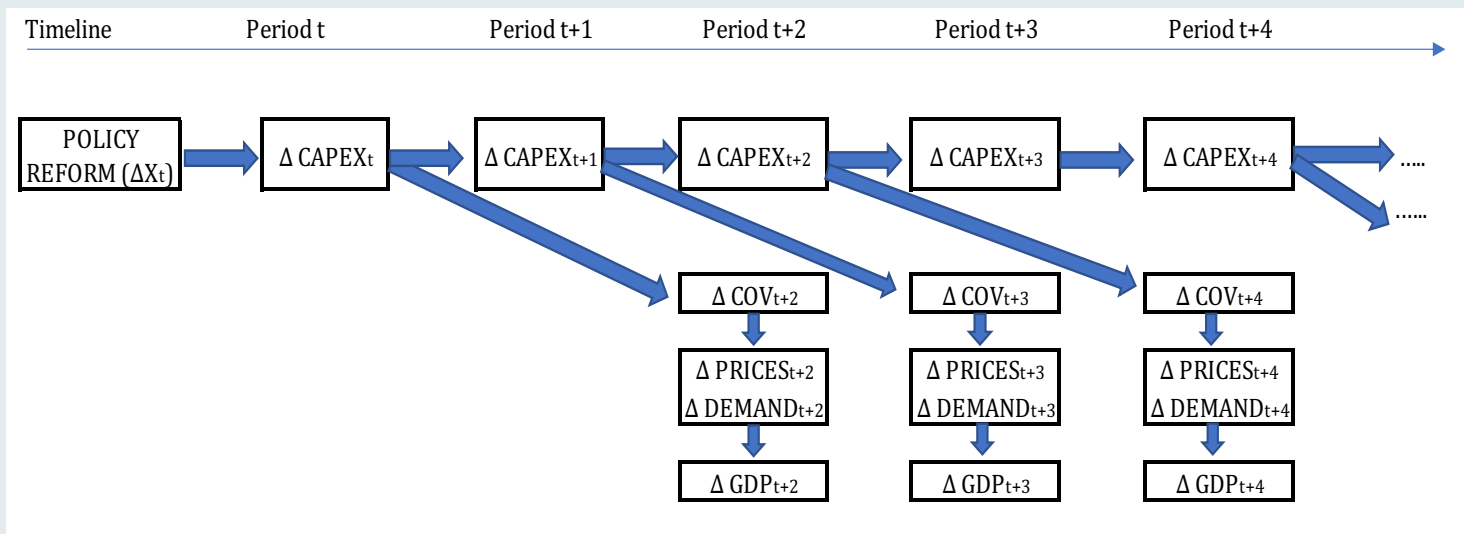 Timeline Period t Period t+1 Period t+2 Period t+3 Period t+4
POLICY
REFORM (ΔXt)
Δ CAPEXt
Δ CAPEXt+1
Δ CAPEXt+2
Δ CAPEXt+3
Δ CAPEXt+4
.....
......
Δ COVt+2
Δ COVt+3
Δ COVt+4
Δ PRICESt+2
Δ DEMANDt+2
Δ PRICESt+3
Δ DEMANDt+3
Δ PRICESt+4
Δ DEMANDt+4
Δ GDPt+2
Δ GDPt+3
Δ GDPt+4